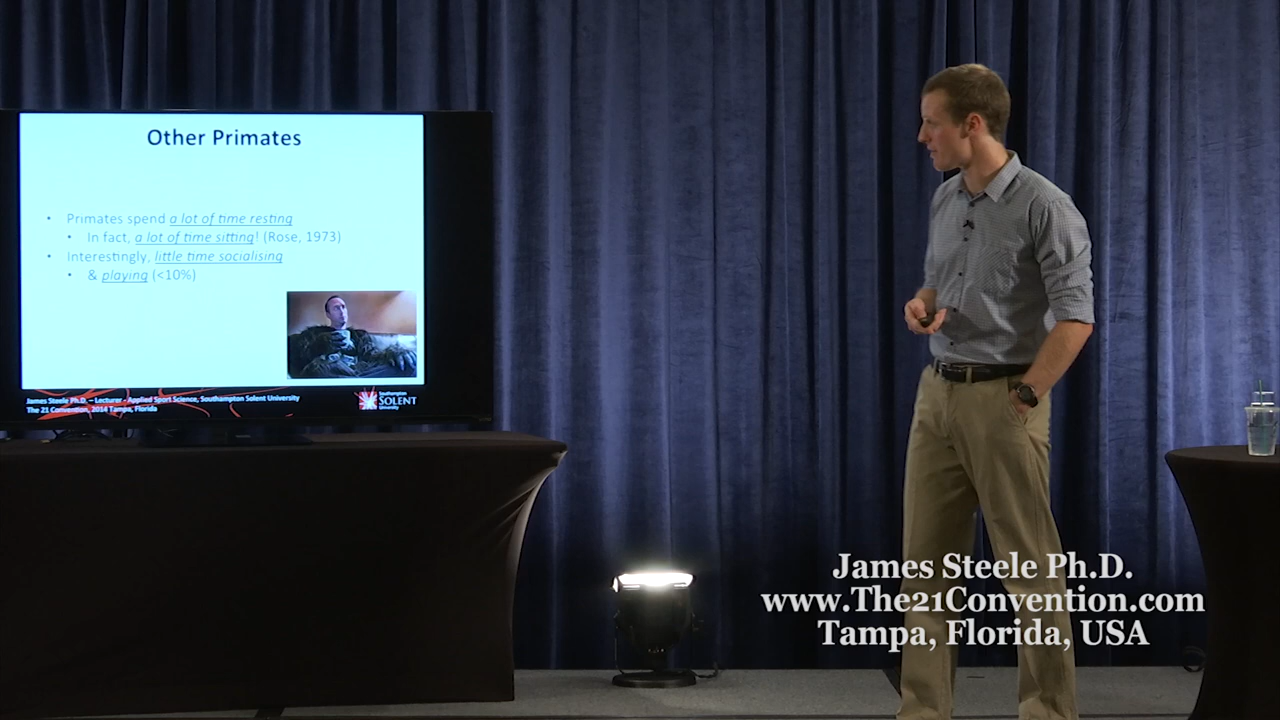 Other Primates
• Primates spend a lot of time resting
• In fact, a lot of time sitting! (Rose, 1973)
• Interestingly, little time socialising
• & playing (<10%)
James Steele Ph.D. – Lecturer - Applied Sport Science, Southampton Solent University
The 21 Convention, 2014 Tampa, Florida
Southampton
SOLENT
University
James Steele Ph.D.
www.The21Convention.com
Tampa, Florida, USA